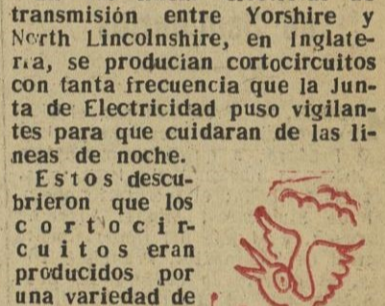 transmisión entre Yorshire y
North Lincolnshire, en Inglate-
rra, se producían cortocircuitos
con tanta frecuencia que la Jun-
ta de Electricidad puso vigilan-
tes para que cuidaran de las lí-
neas de noche.
Estos descu-
brieron que los
cortocir-
cuitos eran
producidos por
una variedad de